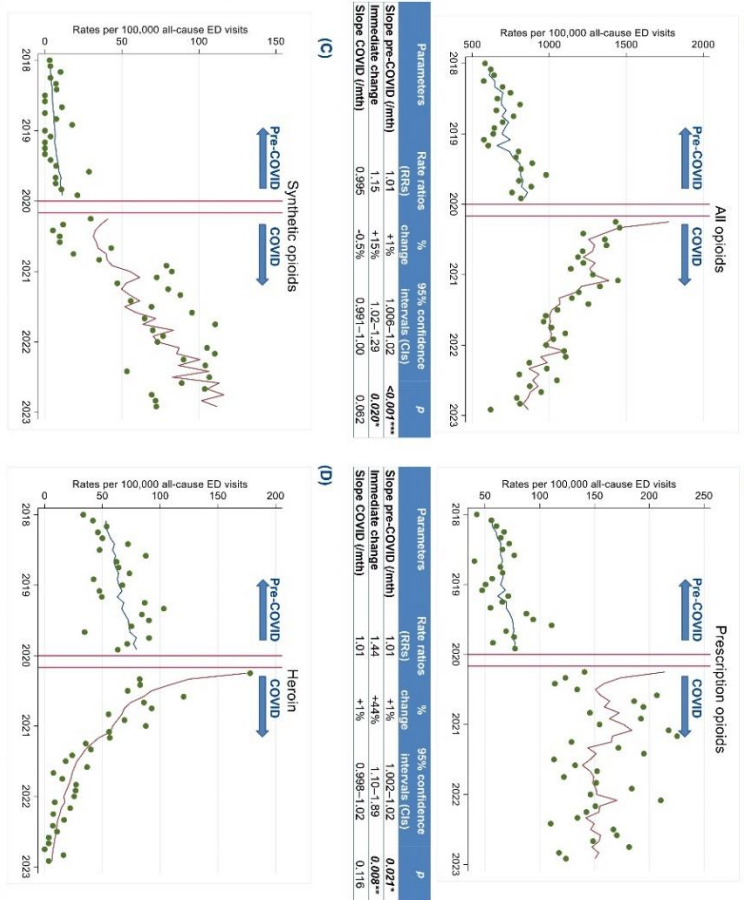 All opioids
Rates per 100,000 all-cause ED visits
2000
1500
1000
500
Pre-COVID
COVID
2018 2019 2020 2021 2022 2023
Parameters Rate ratios (RRs) % change 95% confidence intervals (CIs) p
Slope pre-COVID (/mth) 1.01 +1% 1.006–1.02 <0.001***
Immediate change 1.15 +15% 1.02–1.29 0.020*
Slope COVID (/mth) 0.995 -0.5% 0.991–1.00 0.062
Prescription opioids
Rates per 100,000 all-cause ED visits
250
200
150
100
50
Pre-COVID
COVID
2018 2019 2020 2021 2022 2023
Parameters Rate ratios (RRs) % change 95% confidence intervals (CIs) p
Slope pre-COVID (/mth) 1.01 +1% 1.002–1.02 0.021*
Immediate change 1.44 +44% 1.10–1.89 0.008**
Slope COVID (/mth) 1.01 +1% 0.998–1.02 0.116
(C)
Synthetic opioids
Rates per 100,000 all-cause ED visits
150
100
50
0
Pre-COVID
COVID
2018 2019 2020 2021 2022 2023
(D)
Heroin
Rates per 100,000 all-cause ED visits
200
150
100
50
0
Pre-COVID
COVID
2018 2019 2020 2021 2022 2023